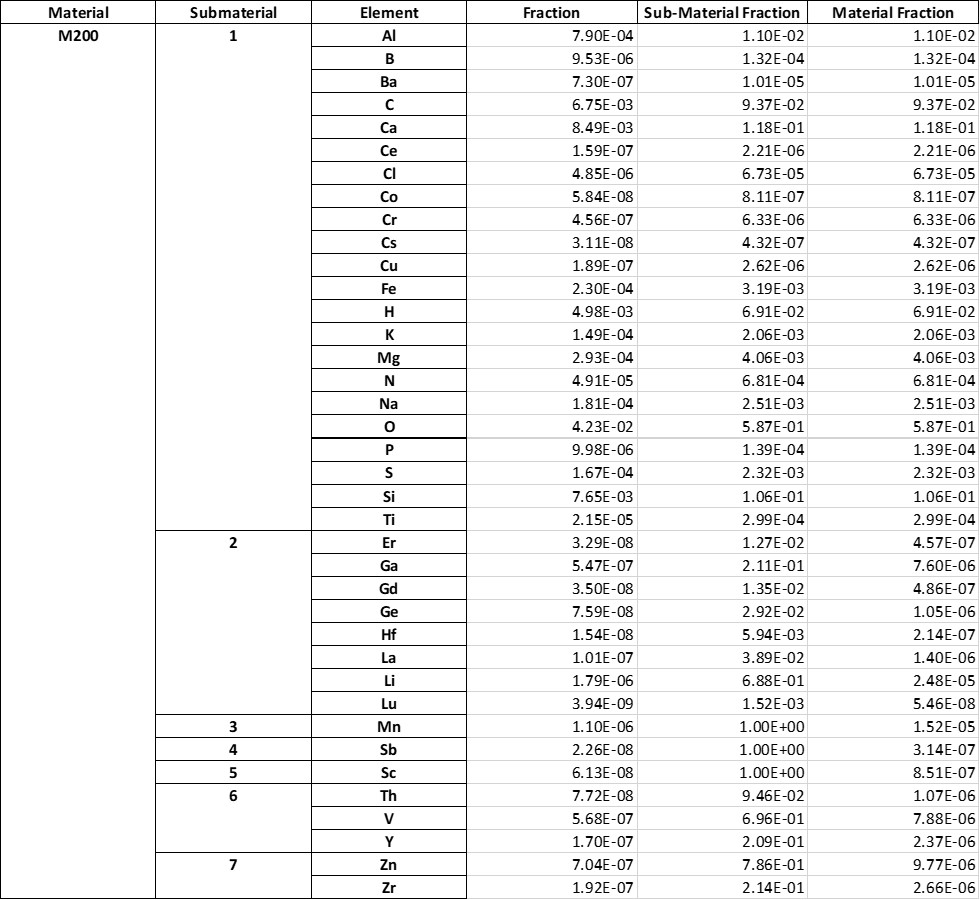 Material Submaterial Element Fraction Sub-Material Fraction Material Fraction
M200 1 Al 7.90E-04 1.10E-02 1.10E-02
B 9.53E-06 1.32E-04 1.32E-04
Ba 7.30E-07 1.01E-05 1.01E-05
C 6.75E-03 9.37E-02 9.37E-02
Ca 8.49E-03 1.18E-01 1.18E-01
Ce 1.59E-07 2.21E-06 2.21E-06
Cl 4.85E-06 6.73E-05 6.73E-05
Co 5.84E-08 8.11E-07 8.11E-07
Cr 4.56E-07 6.33E-06 6.33E-06
Cs 3.11E-08 4.32E-07 4.32E-07
Cu 1.89E-07 2.62E-06 2.62E-06
Fe 2.30E-04 3.19E-03 3.19E-03
H 4.98E-03 6.91E-02 6.91E-02
K 1.49E-04 2.06E-03 2.06E-03
Mg 2.93E-04 4.06E-03 4.06E-03
N 4.91E-05 6.81E-04 6.81E-04
Na 1.81E-04 2.51E-03 2.51E-03
O 4.23E-02 5.87E-01 5.87E-01
P 9.98E-06 1.39E-04 1.39E-04
S 1.67E-04 2.32E-03 2.32E-03
Si 7.65E-03 1.06E-01 1.06E-01
Ti 2.15E-05 2.99E-04 2.99E-04
2 Er 3.29E-08 1.27E-02 4.57E-07
Ga 5.47E-07 2.11E-01 7.60E-06
Gd 3.50E-08 1.35E-02 4.86E-07
Ge 7.59E-08 2.92E-02 1.05E-06
Hf 1.54E-08 5.94E-03 2.14E-07
La 1.01E-07 3.89E-02 1.40E-06
Li 1.79E-06 6.88E-01 2.48E-05
Lu 3.94E-09 1.52E-03 5.46E-08
3 Mn 1.10E-06 1.00E+00 1.52E-05
4 Sb 2.26E-08 1.00E+00 3.14E-07
5 Sc 6.13E-08 1.00E+00 8.51E-07
6 Th 7.72E-08 9.46E-02 1.07E-06
V 5.68E-07 6.96E-01 7.88E-06
Y 1.70E-07 2.09E-01 2.37E-06
7 Zn 7.04E-07 7.86E-01 9.77E-06
Zr 1.92E-07 2.14E-01 2.66E-06